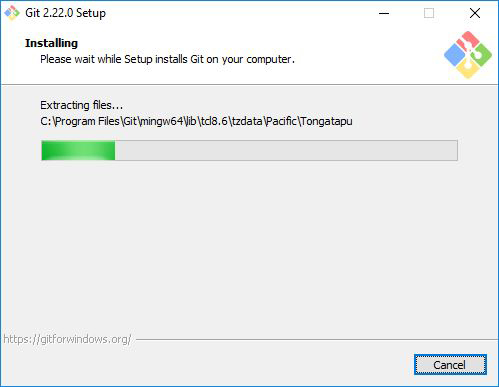 Git 2.22.0 Setup
Installing
Please wait while Setup installs Git on your computer.
Extracting files...
C:\Program Files\Git\mingw64\lib\tcl8.6\tzdata\Pacific\Tongatapu
https://gitforwindows.org/
Cancel